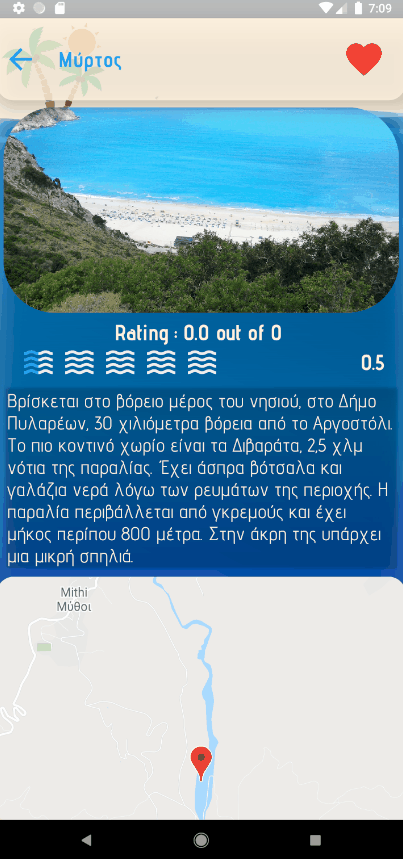 7:09
Μύρτος
Rating : 0.0 out of 0
0.5
Βρίσκεται στο βόρειο μέρος του νησιού, στο Δήμο
Πυλαρέων, 30 χιλιόμετρα βόρεια από το Αργοστόλι.
Το πιο κοντινό χωρίο είναι τα Διβαράτα, 2,5 χλμ
νότια της παραλίας. Έχει άσπρα βότσαλα και
γαλάζια νερά λόγω των ρευμάτων της περιοχής. Η
παραλία περιβάλλεται από γκρεμούς και έχει
μήκος περίπου 800 μέτρα. Στην άκρη της υπάρχει
μια μικρή σπηλιά.
Mithi
Μύθοι